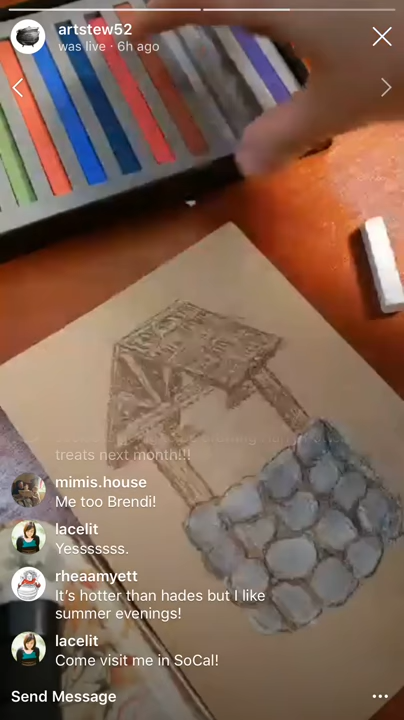 artstew52
was live · 6h ago
treats next month!!!
mimis.house
Me too Brendi!
lacelit
Yesssssss.
rheaamyett
It's hotter than hades but I like
summer evenings!
lacelit
Come visit me in SoCal!
Send Message